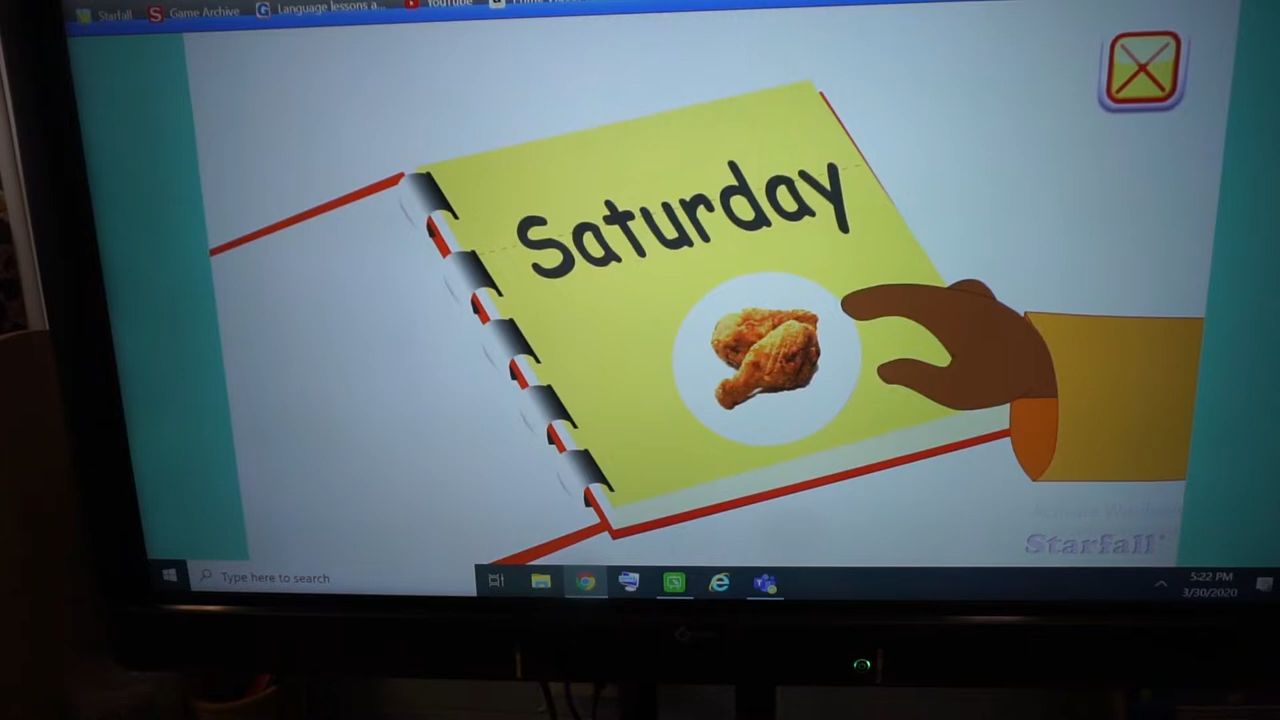 Starfall
Game Archive
Language lessons a...
YouTube
Saturday
Starfall
Type here to search
5:22 PM
3/30/2020